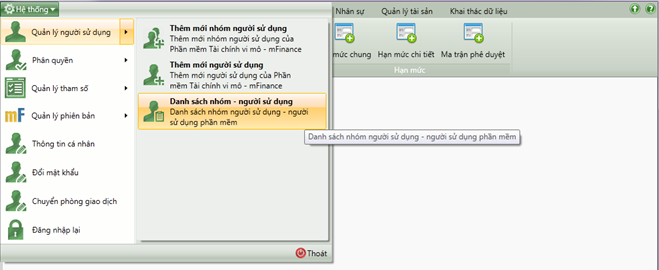 Hệ thống
Nhân sự
Quản lý tài sản
Khai thác dữ liệu
Quản lý người sử dụng
Phân quyền
Quản lý tham số
mF
Quản lý phiên bản
Thông tin cá nhân
Đổi mật khẩu
Chuyển phòng giao dịch
Đăng nhập lại
Thêm mới nhóm người sử dụng
Thêm mới nhóm người sử dụng của
Phần mềm Tài chính vi mô - mFinance
Thêm mới người sử dụng
Thêm mới người sử dụng của Phần
mềm Tài chính vi mô - mFinance
Danh sách nhóm - người sử dụng
Danh sách nhóm người sử dụng - người
sử dụng phần mềm
mức chung
Hạn mức chi tiết
Ma trận phê duyệt
Hạn mức
Danh sách nhóm người sử dụng - người sử dụng phần mềm
Thoát